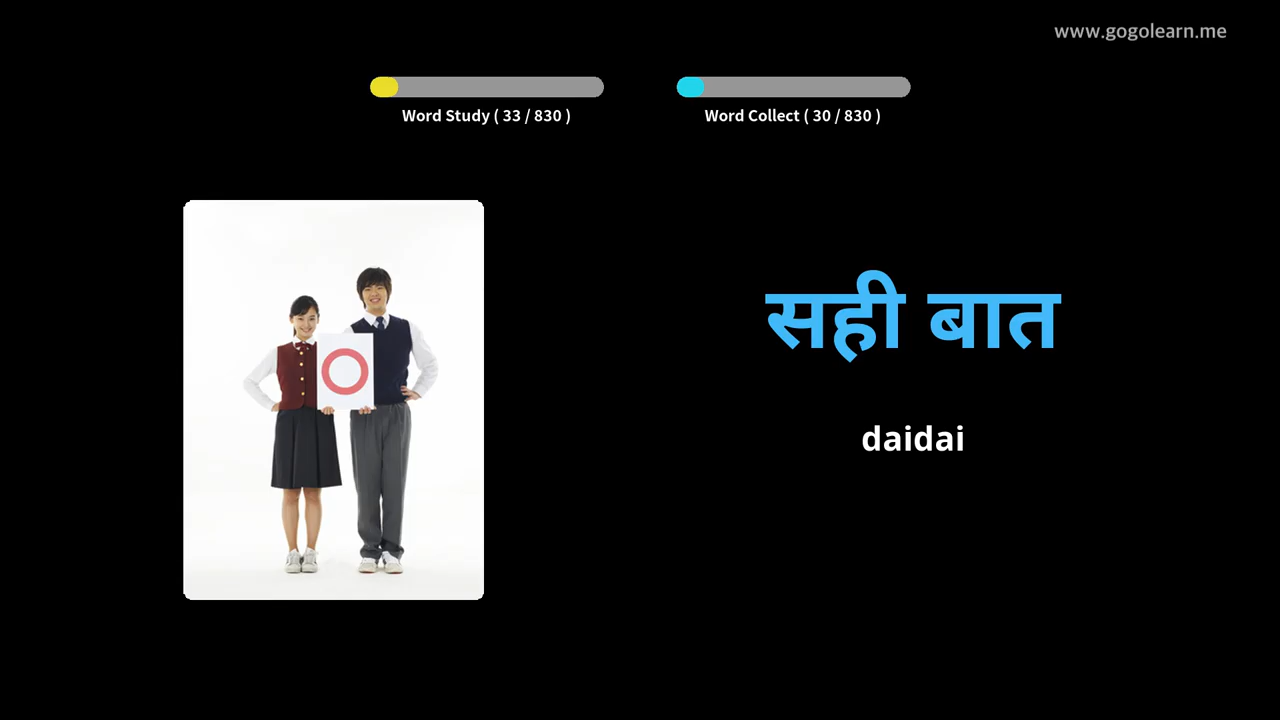 www.gogolearn.me
Word Study ( 33 / 830 )
Word Collect ( 30 / 830 )
सही बात
daidai